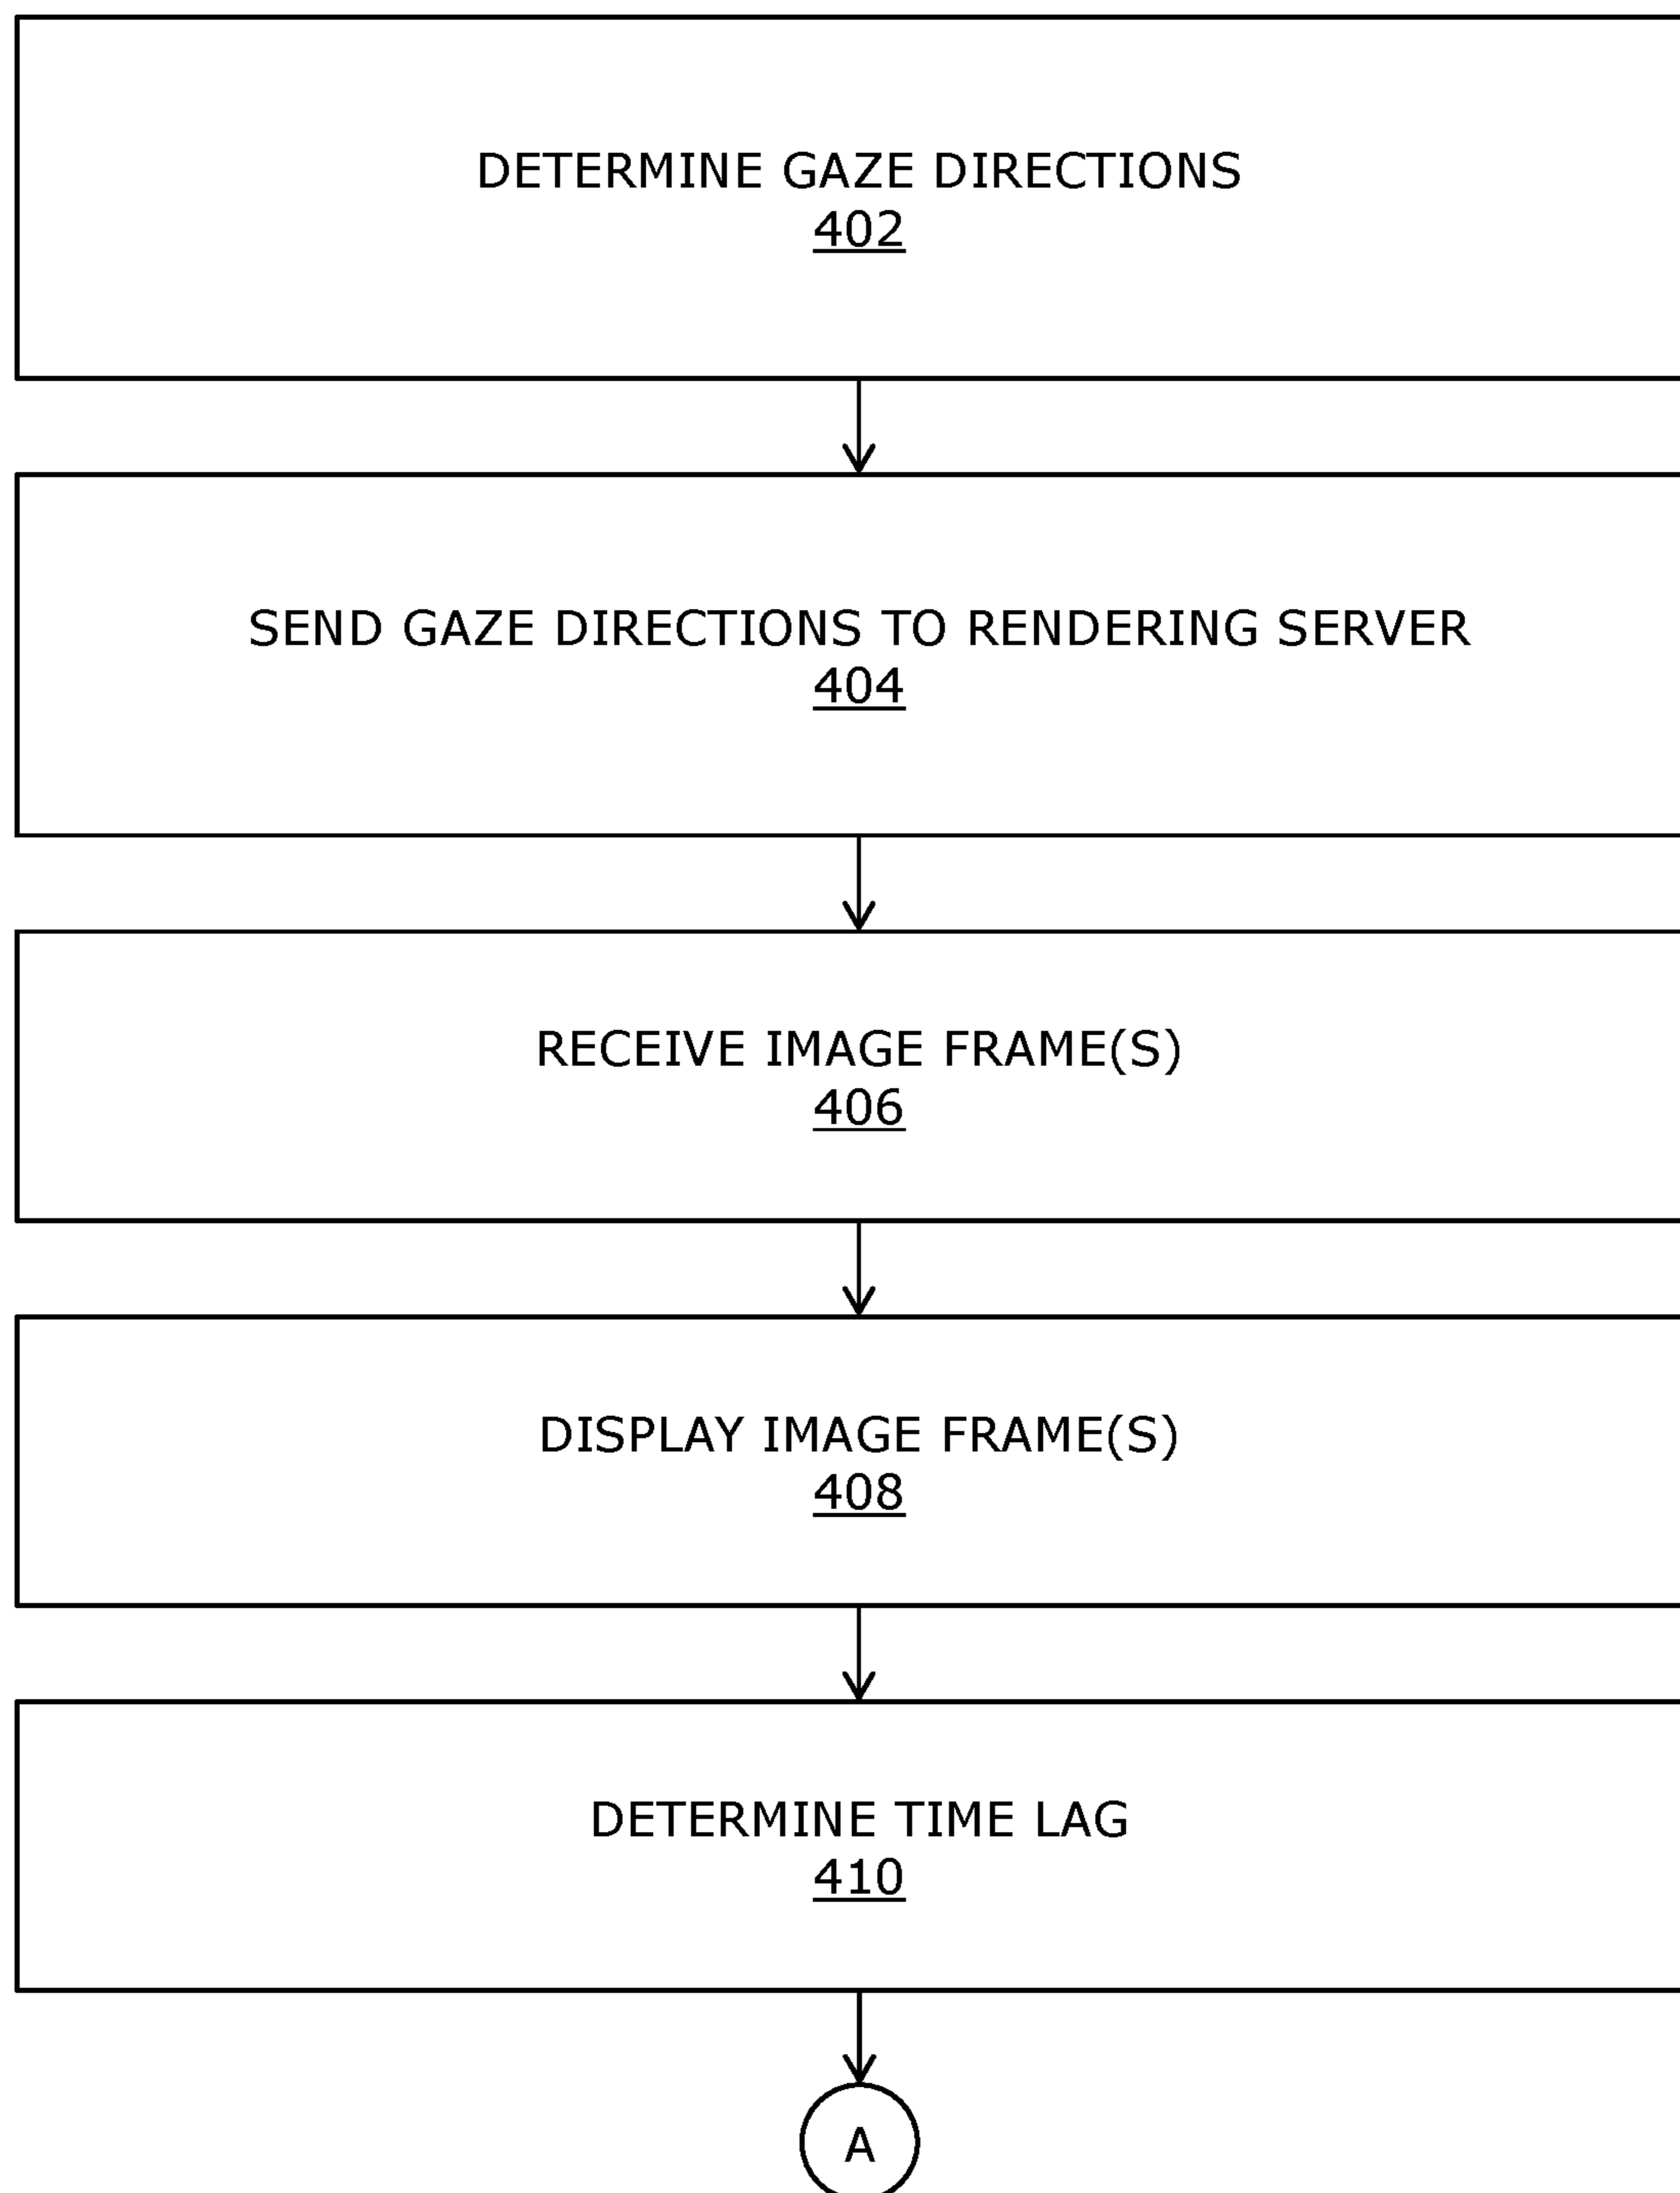 DETERMINE GAZE DIRECTIONS
402
SEND GAZE DIRECTIONS TO RENDERING SERVER
404
RECEIVE IMAGE FRAME(S)
406
DISPLAY IMAGE FRAME(S)
408
DETERMINE TIME LAG
410
A